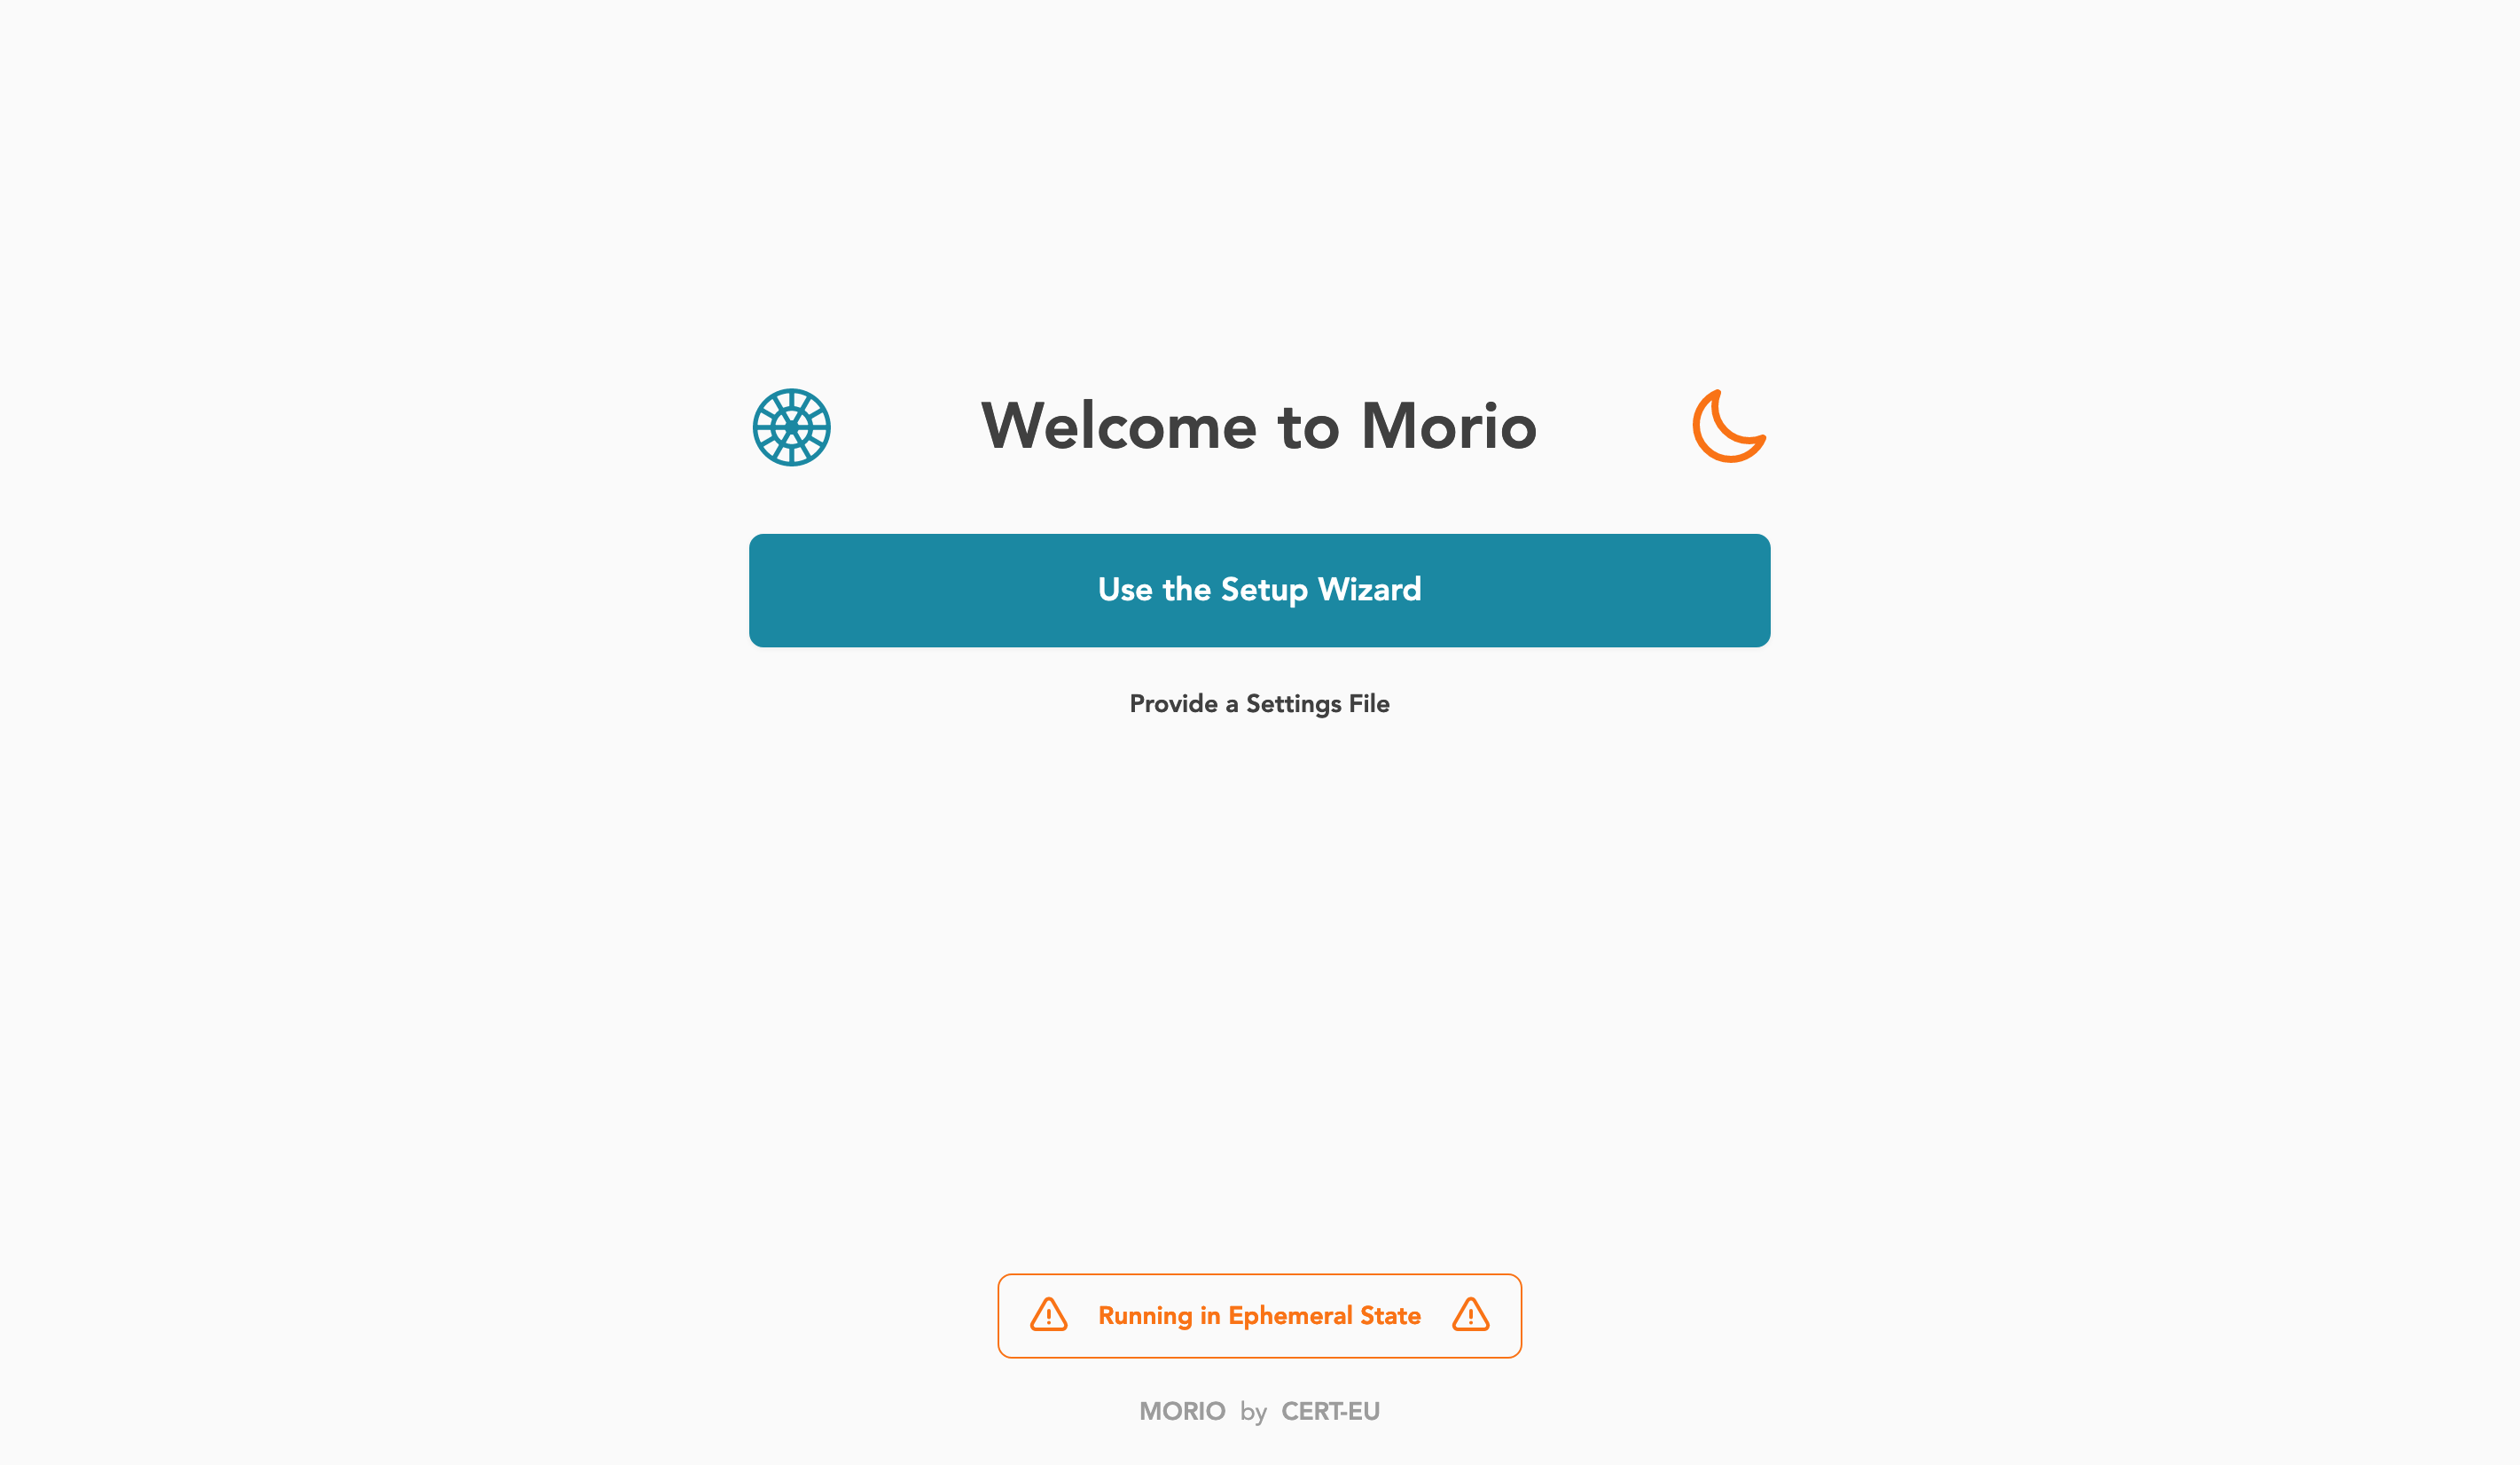 Welcome to Morio
Use the Setup Wizard
Provide a Settings File
Running in Ephemeral State
MORIO by CERT-EU